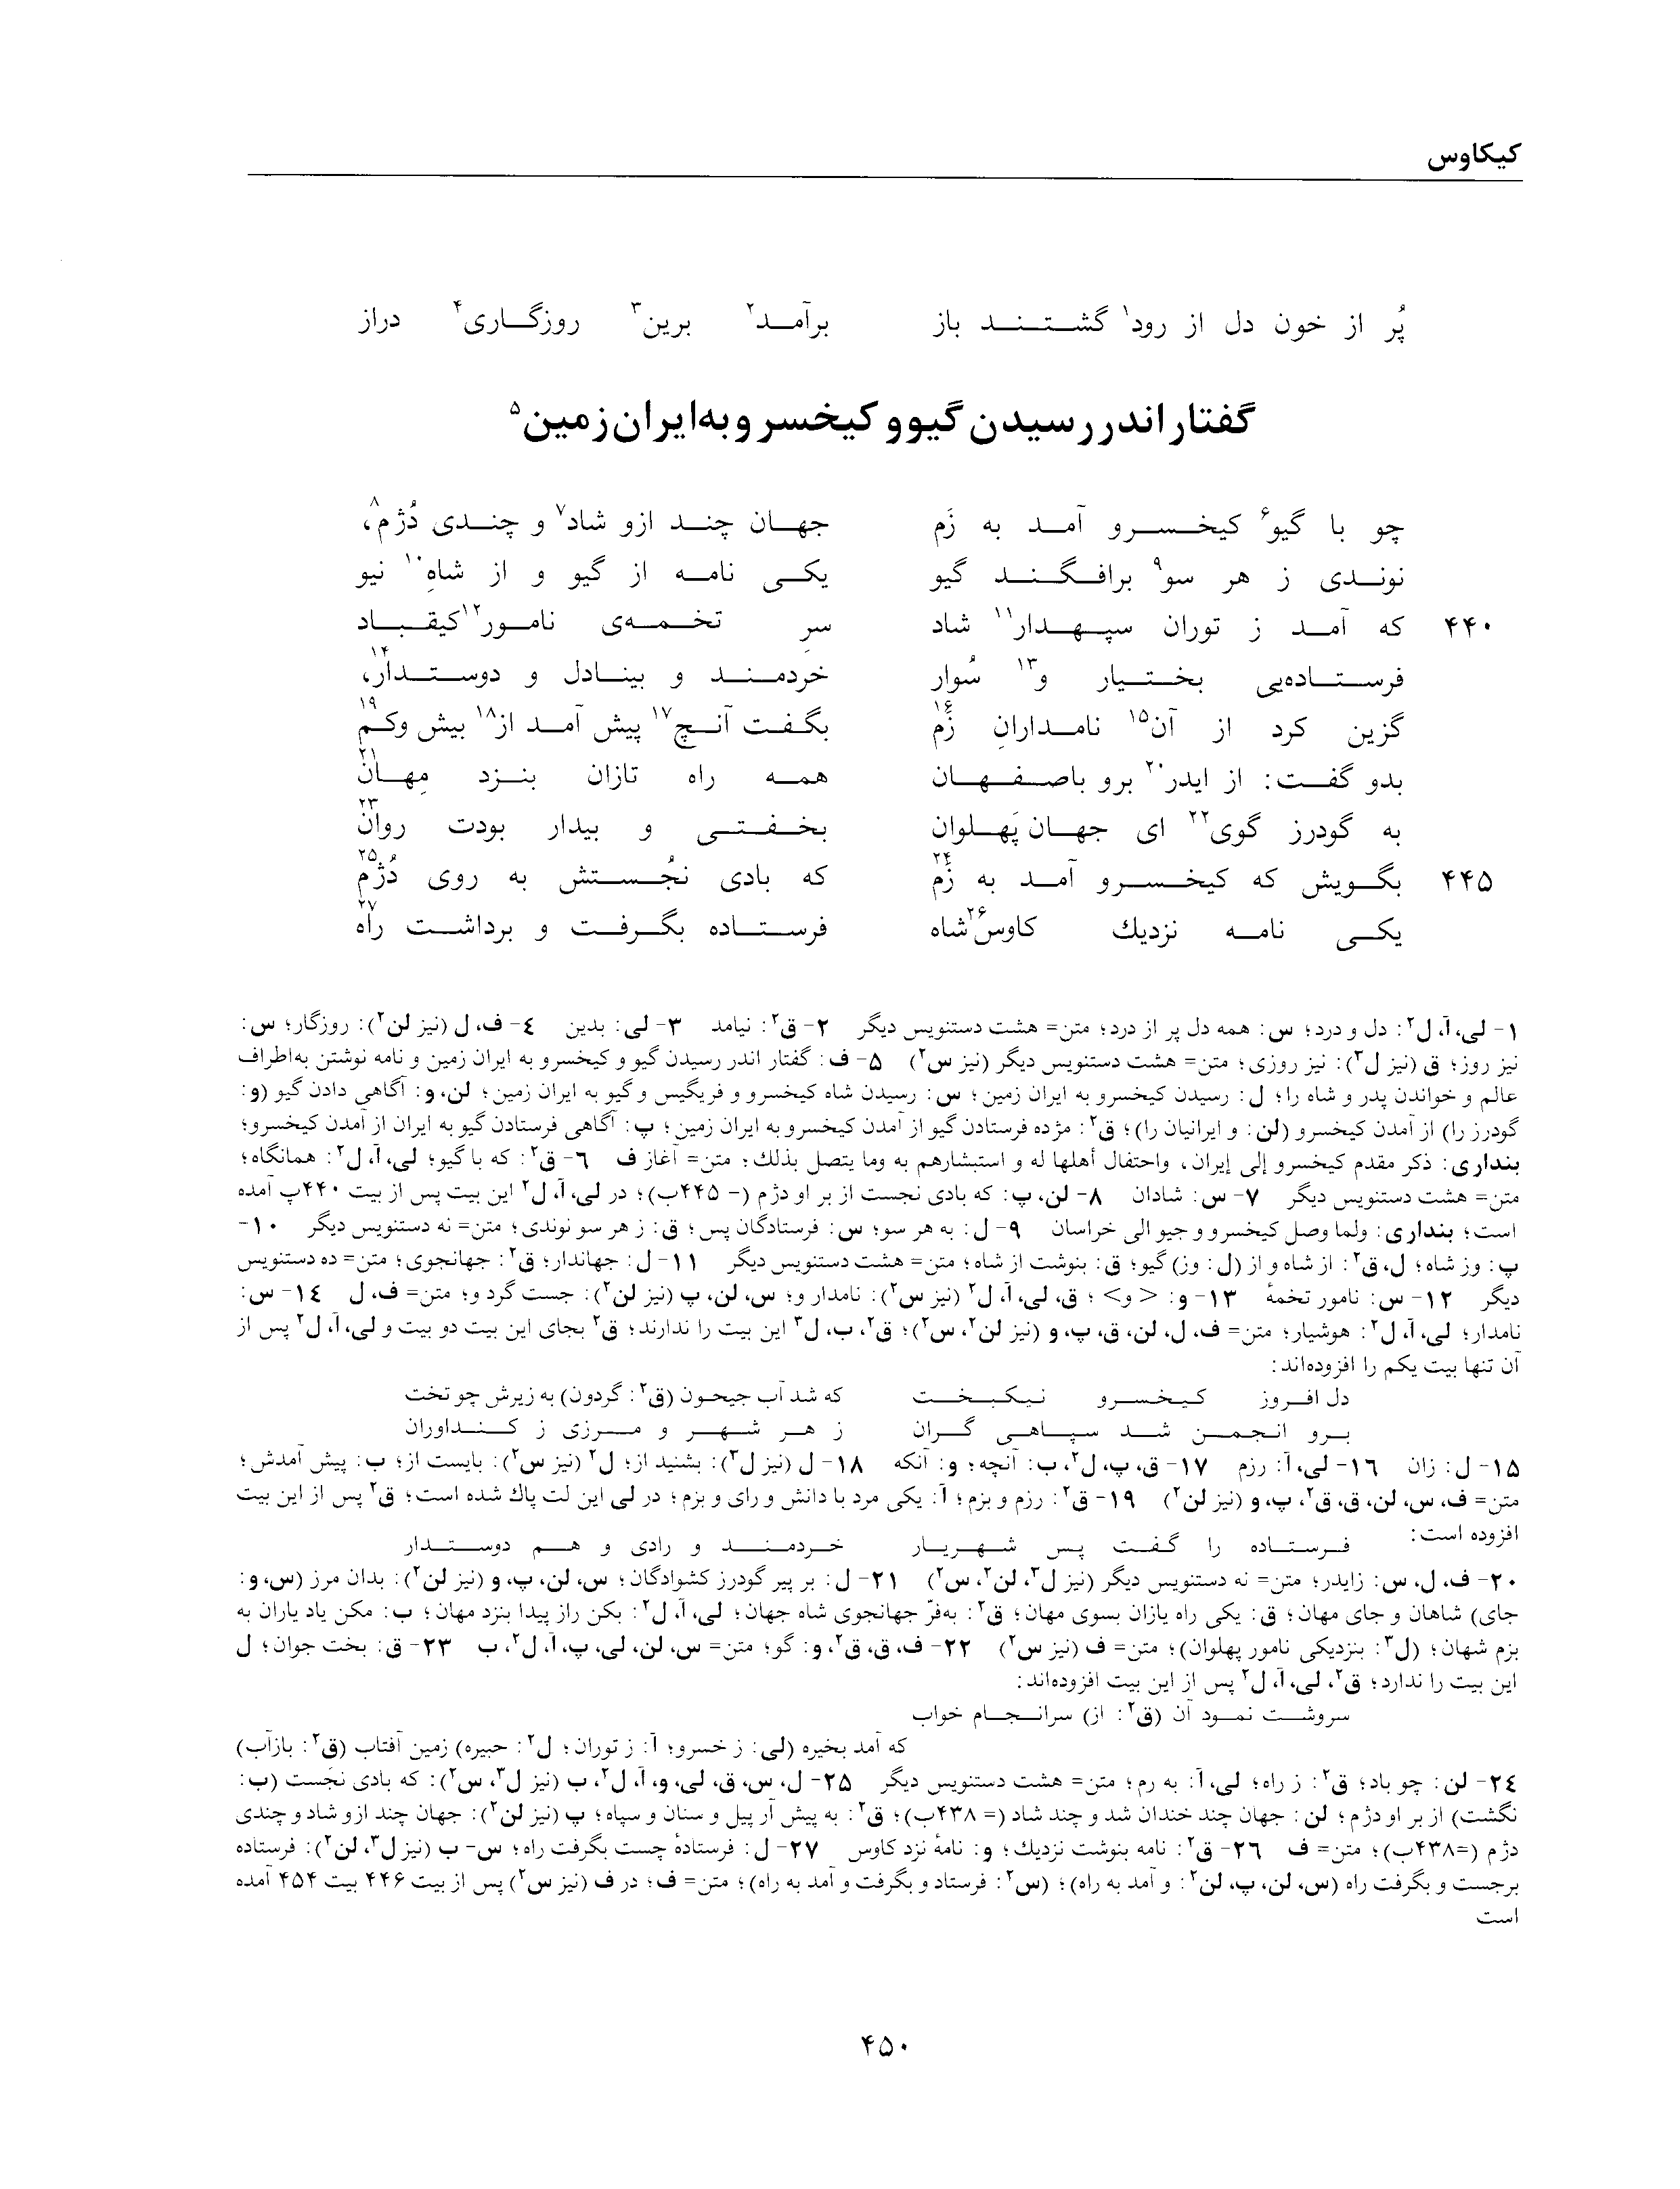 کیکاوس
پُر از خون دل از رود¹ گشتند باز برآمد² برین³ روزگاری⁴ دراز
گفتار اندر رسیدن گیو و کیخسرو به ایران زمین⁵
چو با گیو⁶ کیخسرو آمد به زَم جهان چند ازو شاد⁷ و چندی دُژم⁸،
نوندی ز هر سو⁹ برافگند گیو یکی نامه از گیو و از شاهِ¹⁰ نیو
۴۴۰ که آمد ز توران سپهدار¹¹ شاد سرِ تخمه‌ی نامور¹² کیقباد
فرستاده‌یی بختیار و¹³ سُوار خردمند و بینادل و دوستدار¹⁴،
گزین کرد از آن¹⁵ نامدارانِ زَم¹⁶ بگفت آنچ¹⁷ پیش آمد از¹⁸ بیش وکم¹⁹
بدو گفت: از ایدر²⁰ برو باصفهان همه راه تازان بنزد مِهان²¹
به گودرز گوی²² ای جهان پَهلوان بخفتی و بیدار بودت روان²³
۴۴۵ بگویش که کیخسرو آمد به زَم²⁴ که بادی نجُستش به روی دُژم²⁵
یکی نامه نزدیك کاوس²⁶ شاه فرستاده بگرفت و برداشت راه²⁷
۱- لی، آ، ل²: دل و درد؛ س: همه دل پر از درد؛ متن= هشت دستنویس دیگر ۲- ق²: نیامد ۳- لی: بدین ۴- ف، ل (نیز لن²): روزگار؛ س:
نیز روز؛ ق (نیز ل³): نیز روزی؛ متن= هشت دستنویس دیگر (نیز س²) ۵- ف: گفتار اندر رسیدن گیو و کیخسرو به ایران زمین و نامه نوشتن به‌اطراف
عالم و خواندن پدر و شاه را؛ ل: رسیدن کیخسرو به ایران زمین؛ س: رسیدن شاه کیخسرو و فریگیس و گیو به ایران زمین؛ لن، و: آگاهی دادن گیو (و:
گودرز را) از آمدن کیخسرو (لن: و ایرانیان را)؛ ق²: مژده فرستادن گیو از آمدن کیخسرو به ایران زمین؛ پ: آگاهی فرستادن گیو به ایران از آمدن کیخسرو؛
بنداری: ذکر مقدم کیخسرو إلی إیران، واحتفال أهلها له و استبشارهم به وما یتصل بذلك؛ متن= آغاز ف ۶- ق²: که با گیو؛ لی، آ، ل²: همانگاه؛
متن= هشت دستنویس دیگر ۷- س: شادان ۸- لن، پ: که بادی نجست از بر او دژم (- ۴۴۵ب)؛ در لی، آ، ل² این بیت پس از بیت ۴۴۰پ آمده
است؛ بنداری: ولما وصل کیخسرو و جیو الی خراسان ۹- ل: به هر سو؛ س: فرستادگان پس؛ ق: ز هر سو نوندی؛ متن= نه دستنویس دیگر ۱۰-
پ: وز شاه؛ ل، ق²: از شاه و از (ل: وز) گیو؛ ق: بنوشت از شاه؛ متن= هشت دستنویس دیگر ۱۱- ل: جهاندار؛ ق²: جهانجوی؛ متن= ده دستنویس
دیگر ۱۲- س: نامور تخمهٔ ۱۳- و: < و> ؛ ق، لی، آ، ل² (نیز س²): نامدار و؛ س، لن، پ (نیز لن²): جست گرد و؛ متن= ف، ل ۱۴- س:
نامدار؛ لی، آ، ل²: هوشیار؛ متن= ف، ل، لن، ق، پ، و (نیز لن²، س²)؛ ق²، ب، ل³ این بیت را ندارند؛ ق² بجای این بیت دو بیت و لی، آ، ل² پس از
آن تنها بیت یکم را افزوده‌اند:
دل افروز کیخسرو نیکبخت که شد آب جیحون (ق²: گردون) به زیرش چو تخت
برو انجمن شد سپاهی گران ز هر شهر و مرزی ز کنداوران
۱۵- ل: زان ۱۶- لی، آ: رزم ۱۷- ق، پ، ل²، ب: آنچه؛ و: آنکه ۱۸- ل (نیز ل³): بشنید از؛ ل² (نیز س²): بایست از؛ ب: پیش آمدش؛
متن= ف، س، لن، ق، ق²، پ، و (نیز لن²) ۱۹- ق²: رزم و بزم؛ آ: یکی مرد با دانش و رای و بزم؛ در لی این لت پاك شده است؛ ق² پس از این بیت
افزوده است:
فرستاده را گفت پس شهریار خردمند و رادی و هم دوستدار
۲۰- ف، ل، س: زایدر؛ متن= نه دستنویس دیگر (نیز ل³، لن²، س²) ۲۱- ل: بر پیر گودرز کشوادگان؛ س، لن، پ، و (نیز لن²): بدان مرز (س، و:
جای) شاهان و جای مهان؛ ق: یکی راه یازان بسوی مهان؛ ق²: به‌فرّ جهانجوی شاه جهان؛ لی، آ، ل²: بکن راز پیدا بنزد مهان؛ ب: مکن یاد یاران به
بزم شهان؛ (ل³: بنزدیکی نامور پهلوان)؛ متن= ف (نیز س²) ۲۲- ف، ق، ق²، و: گو؛ متن= س، لن، لی، پ، آ، ل²، ب ۲۳- ق: بخت جوان؛ ل
این بیت را ندارد؛ ق²، لی، آ، ل² پس از این بیت افزوده‌اند:
سروشت نمود آن (ق²: از) سرانجام خواب
که آمد بخیره (لی: ز خسرو؛ آ: ز توران؛ ل²: حبیره) زمین آفتاب (ق²: بازآب)
۲۴- لن: چو باد؛ ق²: ز راه؛ لی، آ: به رم؛ متن= هشت دستنویس دیگر ۲۵- ل، س، ق، لی، و، آ، ل²، ب (نیز ل³، س²): که بادی نجَست (ب:
نگشت) از بر او دژم؛ لن: جهان چند خندان شد و چند شاد (= ۴۳۸ب)؛ ق²: به پیش آر پیل و سنان و سپاه؛ پ (نیز لن²): جهان چند ازو شاد و چندی
دژم (=۴۳۸ب)؛ متن= ف ۲۶- ق²: نامه بنوشت نزدیك؛ و: نامهٔ نزد کاوس ۲۷- ل: فرستادهٔ چست بگرفت راه؛ س- ب (نیز ل³، لن²): فرستاده
برجست و بگرفت راه (س، لن، پ، لن²: و آمد به راه)؛ (س²: فرستاد و بگرفت و آمد به راه)؛ متن= ف؛ در ف (نیز س²) پس از بیت ۴۴۶ بیت ۴۵۴ آمده
است
۴۵۰